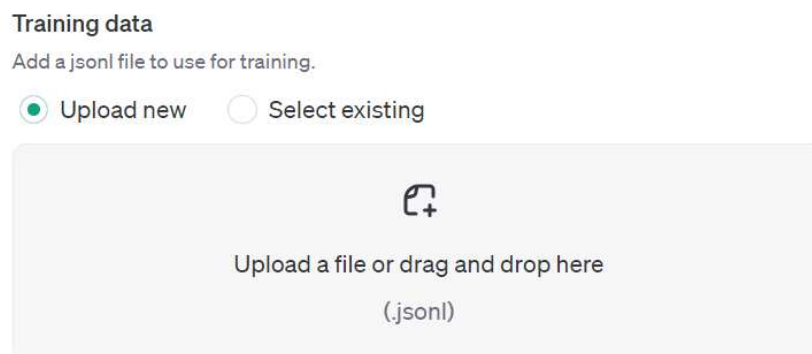 Training data
Add a jsonl file to use for training.
Upload new Select existing
Upload a file or drag and drop here
(.jsonl)